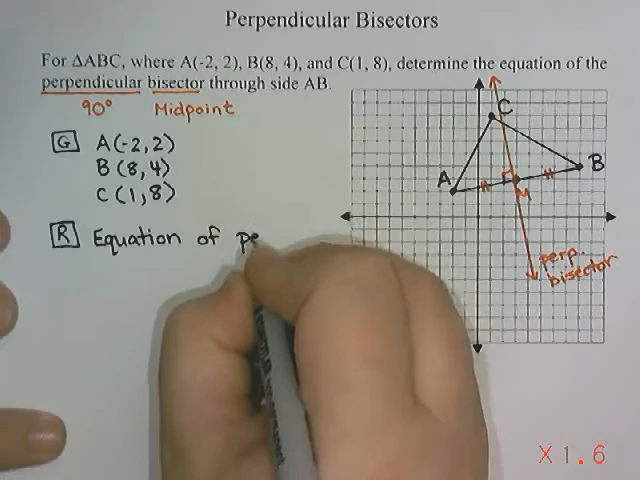 Perpendicular Bisectors
For ΔABC, where A(-2, 2), B(8, 4), and C(1, 8), determine the equation of the
perpendicular bisector through side AB.
90° Midpoint
G A(-2,2)
B(8,4)
C(1,8)
R Equation of pe
C
A
B
M
perp.
bisector
X1.6